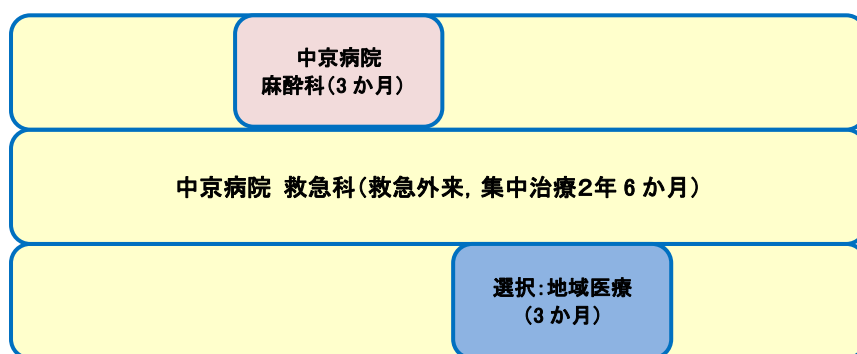 中京病院
麻酔科(3 か月)
中京病院 救急科(救急外来, 集中治療2年 6 か月)
選択:地域医療
(3 か月)